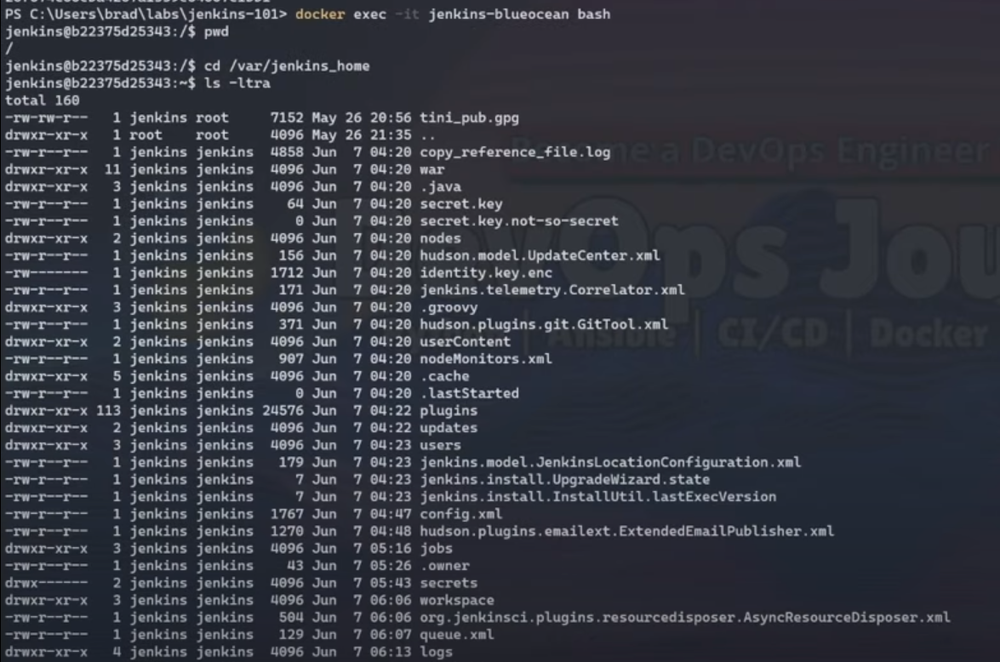 PS C:\Users\brad\labs\jenkins-101> docker exec -it jenkins-blueocean bash
jenkins@b22375d25343:/$ pwd
/
jenkins@b22375d25343:/$ cd /var/jenkins_home
jenkins@b22375d25343:~$ ls -ltra
total 160
-rw-rw-r--   1 jenkins root     7152 May 26 20:56 tini_pub.gpg
drwxr-xr-x   1 root    root     4096 May 26 21:35 ..
-rw-r--r--   1 jenkins jenkins  4858 Jun  7 04:20 copy_reference_file.log
drwxr-xr-x  11 jenkins jenkins  4096 Jun  7 04:20 war
drwxr-xr-x   3 jenkins jenkins  4096 Jun  7 04:20 .java
-rw-r--r--   1 jenkins jenkins    64 Jun  7 04:20 secret.key
-rw-r--r--   1 jenkins jenkins     0 Jun  7 04:20 secret.key.not-so-secret
drwxr-xr-x   2 jenkins jenkins  4096 Jun  7 04:20 nodes
-rw-r--r--   1 jenkins jenkins   156 Jun  7 04:20 hudson.model.UpdateCenter.xml
-rw-------   1 jenkins jenkins  1712 Jun  7 04:20 identity.key.enc
-rw-r--r--   1 jenkins jenkins   171 Jun  7 04:20 jenkins.telemetry.Correlator.xml
drwxr-xr-x   3 jenkins jenkins  4096 Jun  7 04:20 .groovy
-rw-r--r--   1 jenkins jenkins   371 Jun  7 04:20 hudson.plugins.git.GitTool.xml
drwxr-xr-x   2 jenkins jenkins  4096 Jun  7 04:20 userContent
-rw-r--r--   1 jenkins jenkins   907 Jun  7 04:20 nodeMonitors.xml
drwxr-xr-x   5 jenkins jenkins  4096 Jun  7 04:20 .cache
-rw-r--r--   1 jenkins jenkins     0 Jun  7 04:20 .lastStarted
drwxr-xr-x 113 jenkins jenkins 24576 Jun  7 04:22 plugins
drwxr-xr-x   2 jenkins jenkins  4096 Jun  7 04:22 updates
drwxr-xr-x   3 jenkins jenkins  4096 Jun  7 04:23 users
-rw-r--r--   1 jenkins jenkins   179 Jun  7 04:23 jenkins.model.JenkinsLocationConfiguration.xml
-rw-r--r--   1 jenkins jenkins     7 Jun  7 04:23 jenkins.install.UpgradeWizard.state
-rw-r--r--   1 jenkins jenkins     7 Jun  7 04:23 jenkins.install.InstallUtil.lastExecVersion
-rw-r--r--   1 jenkins jenkins  1767 Jun  7 04:47 config.xml
-rw-r--r--   1 jenkins jenkins  1270 Jun  7 04:48 hudson.plugins.emailext.ExtendedEmailPublisher.xml
drwxr-xr-x   3 jenkins jenkins  4096 Jun  7 05:16 jobs
-rw-r--r--   1 jenkins jenkins    43 Jun  7 05:26 .owner
drwx------   2 jenkins jenkins  4096 Jun  7 05:43 secrets
drwxr-xr-x   3 jenkins jenkins  4096 Jun  7 06:06 workspace
-rw-r--r--   1 jenkins jenkins   504 Jun  7 06:06 org.jenkinsci.plugins.resourcedisposer.AsyncResourceDisposer.xml
-rw-r--r--   1 jenkins jenkins   129 Jun  7 06:07 queue.xml
drwxr-xr-x   4 jenkins jenkins  4096 Jun  7 06:13 logs
me a DevOps Engineer
DevOps Jou
| Ansible | CI/CD | Docker